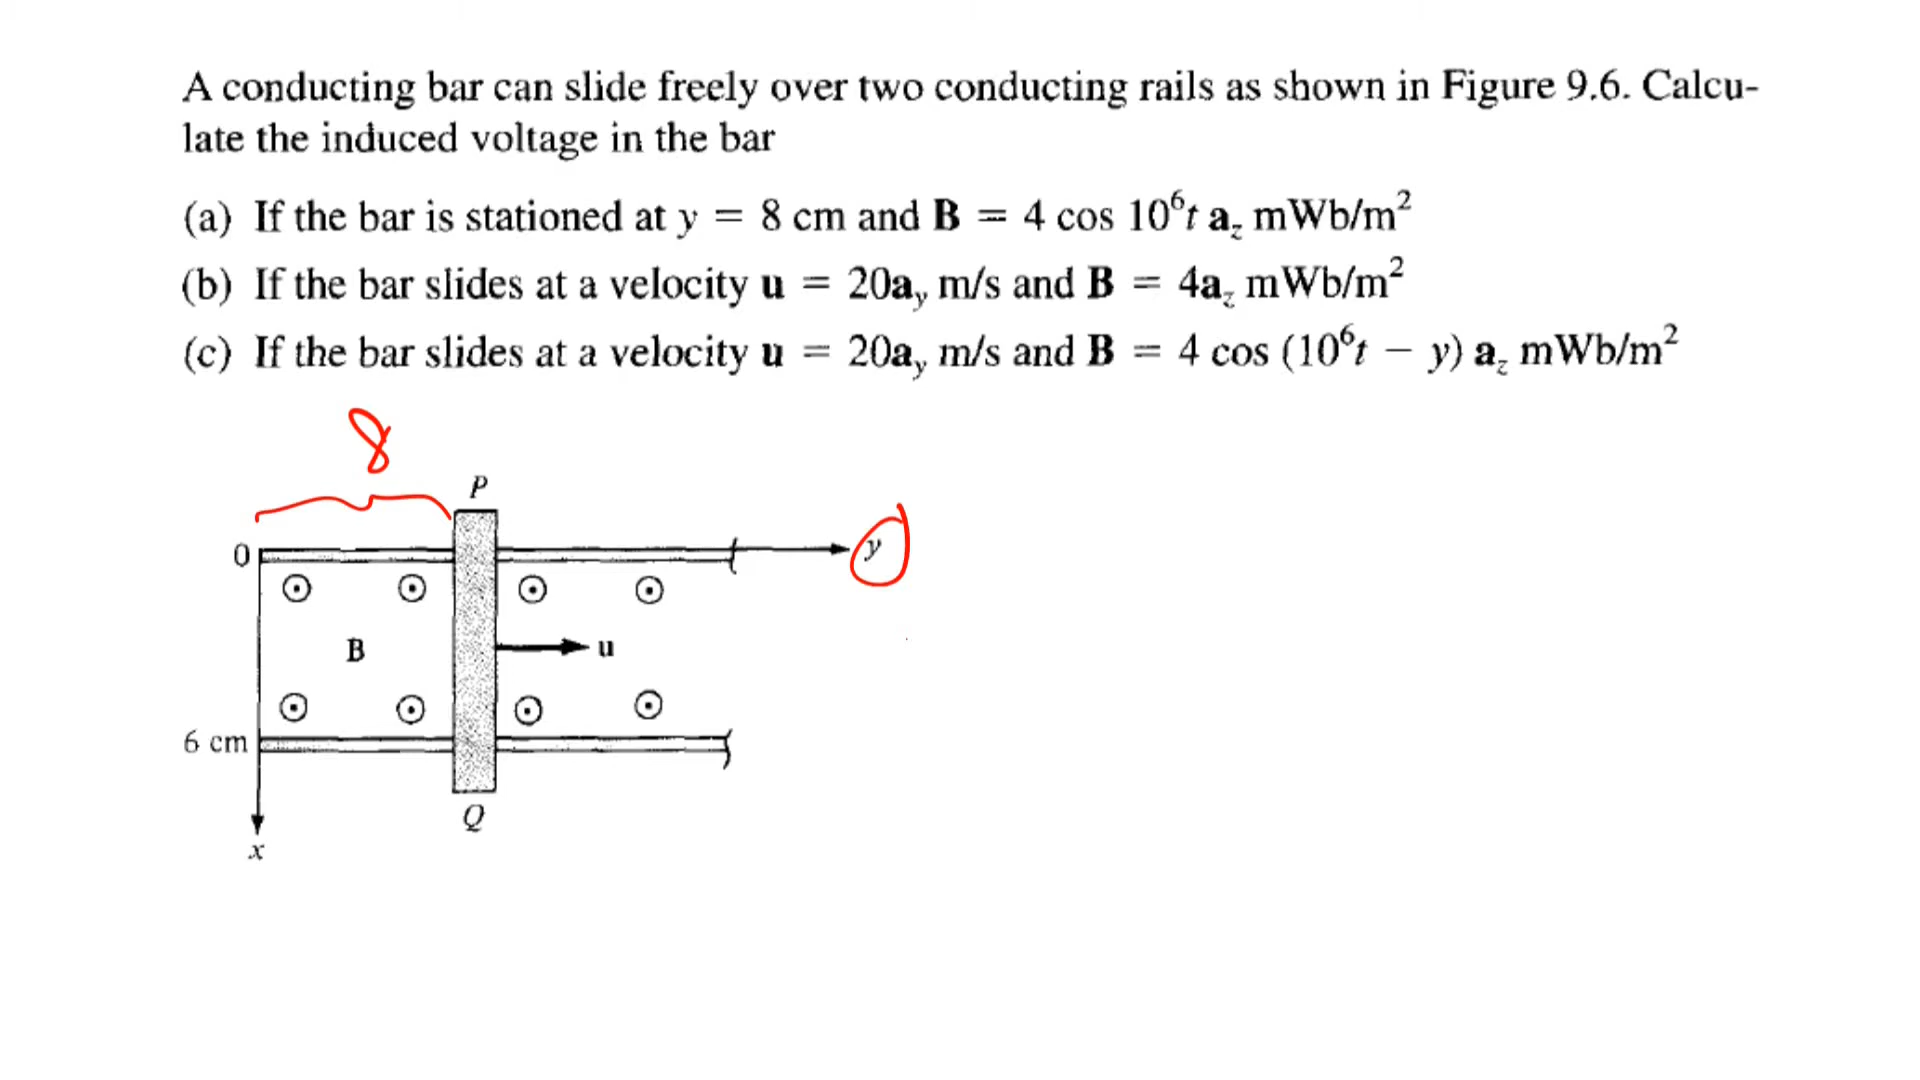 A conducting bar can slide freely over two conducting rails as shown in Figure 9.6. Calcu-
late the induced voltage in the bar
(a) If the bar is stationed at y = 8 cm and B = 4 cos 10⁶t a_z mWb/m²
(b) If the bar slides at a velocity u = 20a_y m/s and B = 4a_z mWb/m²
(c) If the bar slides at a velocity u = 20a_y m/s and B = 4 cos (10⁶t − y) a_z mWb/m²
8
P
0
y
B
u
6 cm
Q
x